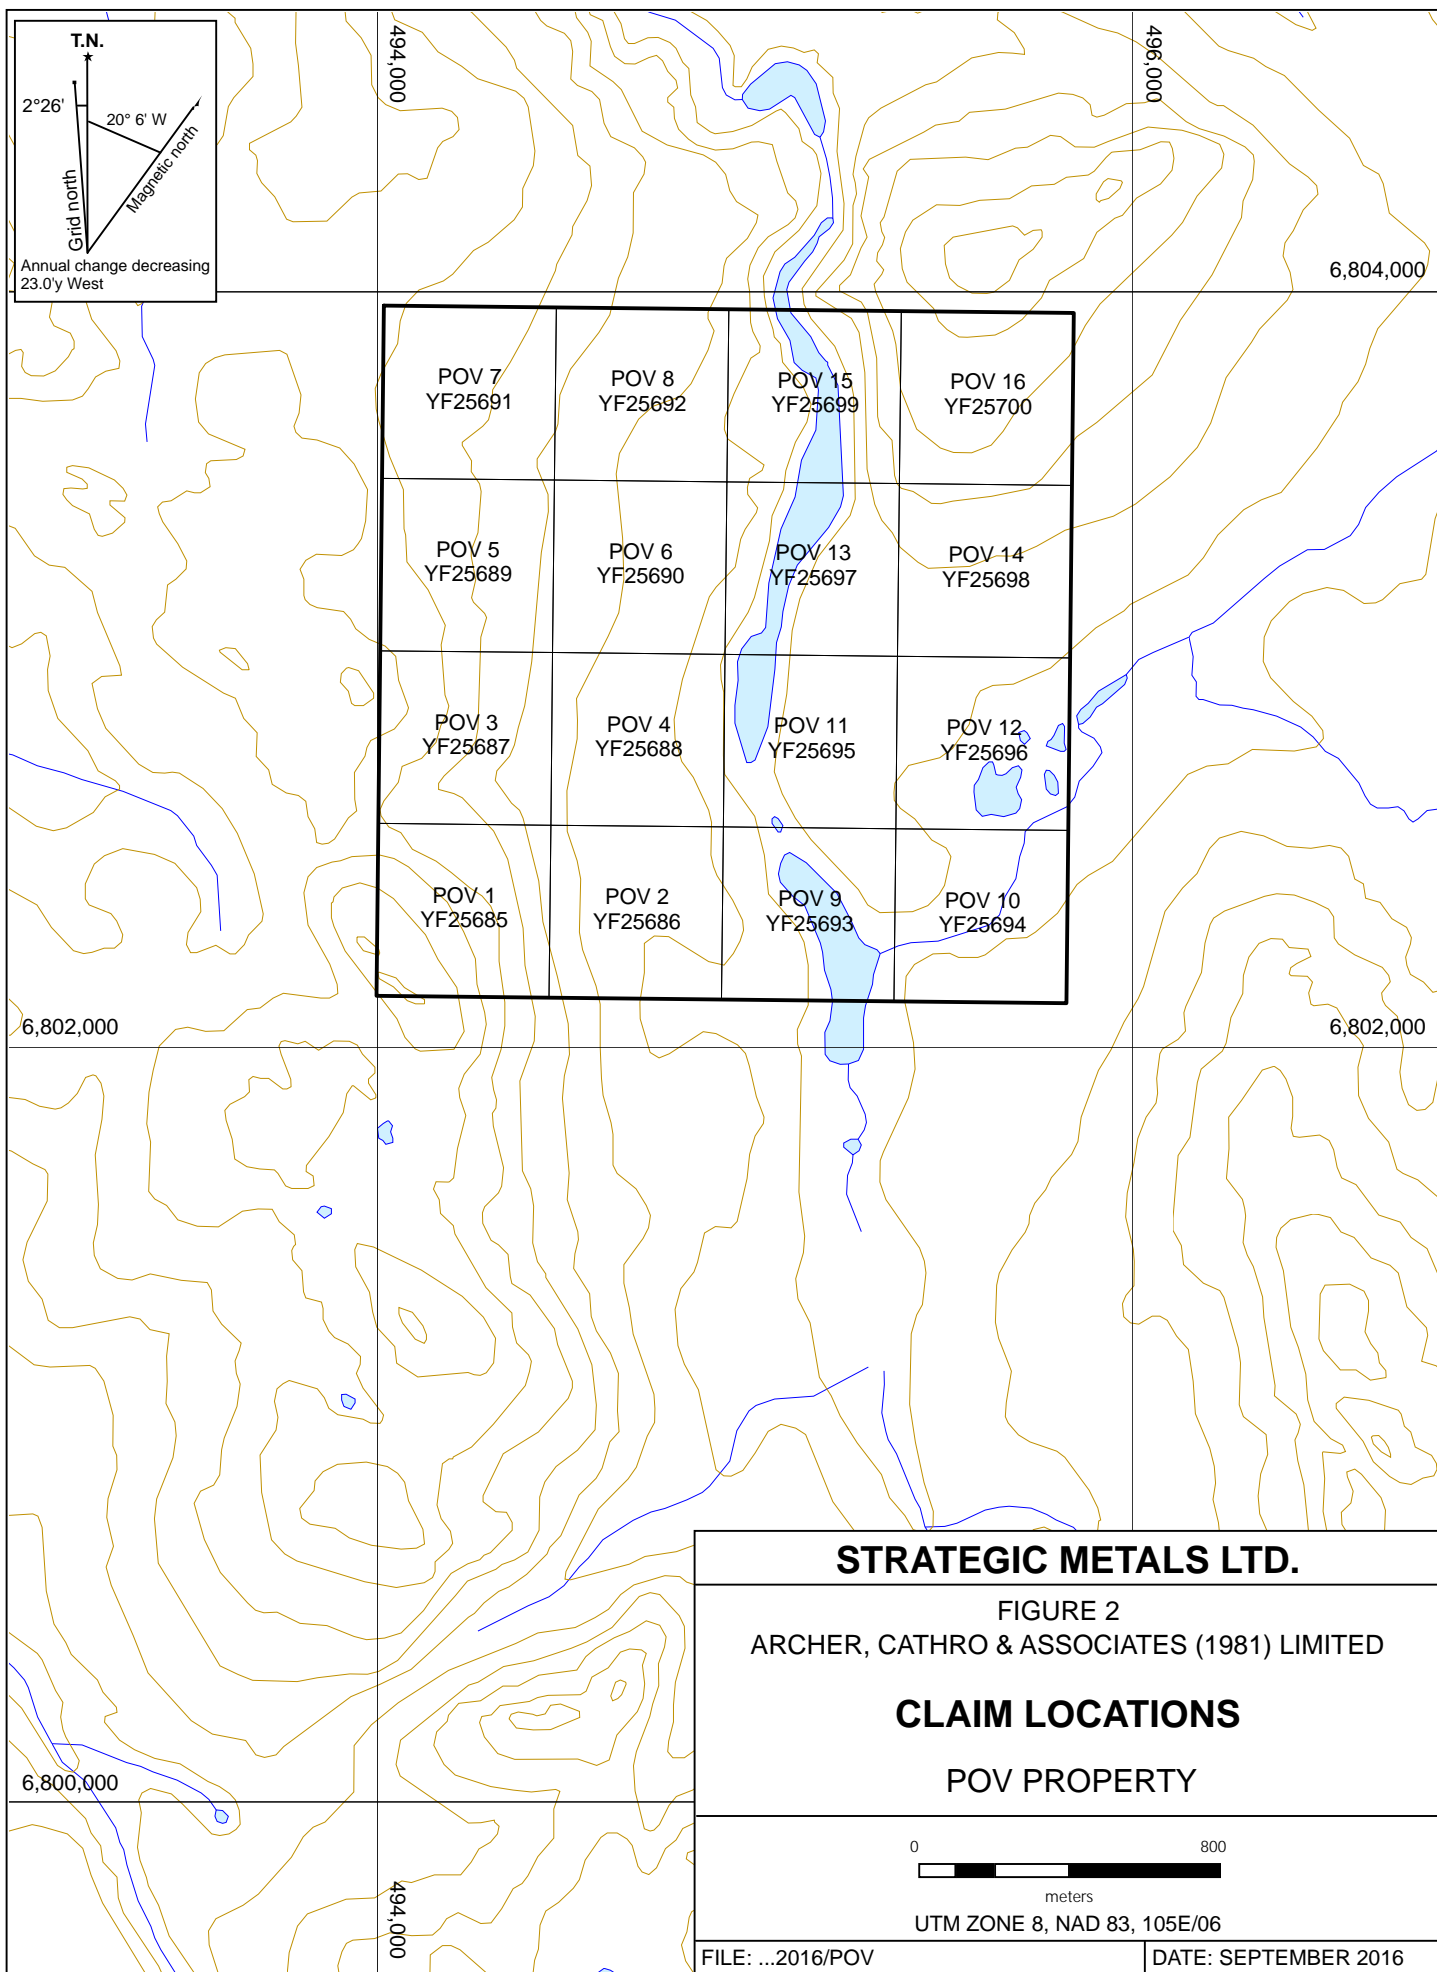 T.N.
2°26'
20° 6' W
Grid north
Magnetic north
Annual change decreasing
23.0'y West
494,000
496,000
6,804,000
POV 7
YF25691
POV 8
YF25692
POV 15
YF25699
POV 16
YF25700
POV 5
YF25689
POV 6
YF25690
POV 13
YF25697
POV 14
YF25698
POV 3
YF25687
POV 4
YF25688
POV 11
YF25695
POV 12
YF25696
POV 1
YF25685
POV 2
YF25686
POV 9
YF25693
POV 10
YF25694
6,802,000
6,802,000
6,800,000
494,000
STRATEGIC METALS LTD.
FIGURE 2
ARCHER, CATHRO & ASSOCIATES (1981) LIMITED
CLAIM LOCATIONS
POV PROPERTY
0 800
meters
UTM ZONE 8, NAD 83, 105E/06
FILE: ...2016/POV
DATE: SEPTEMBER 2016